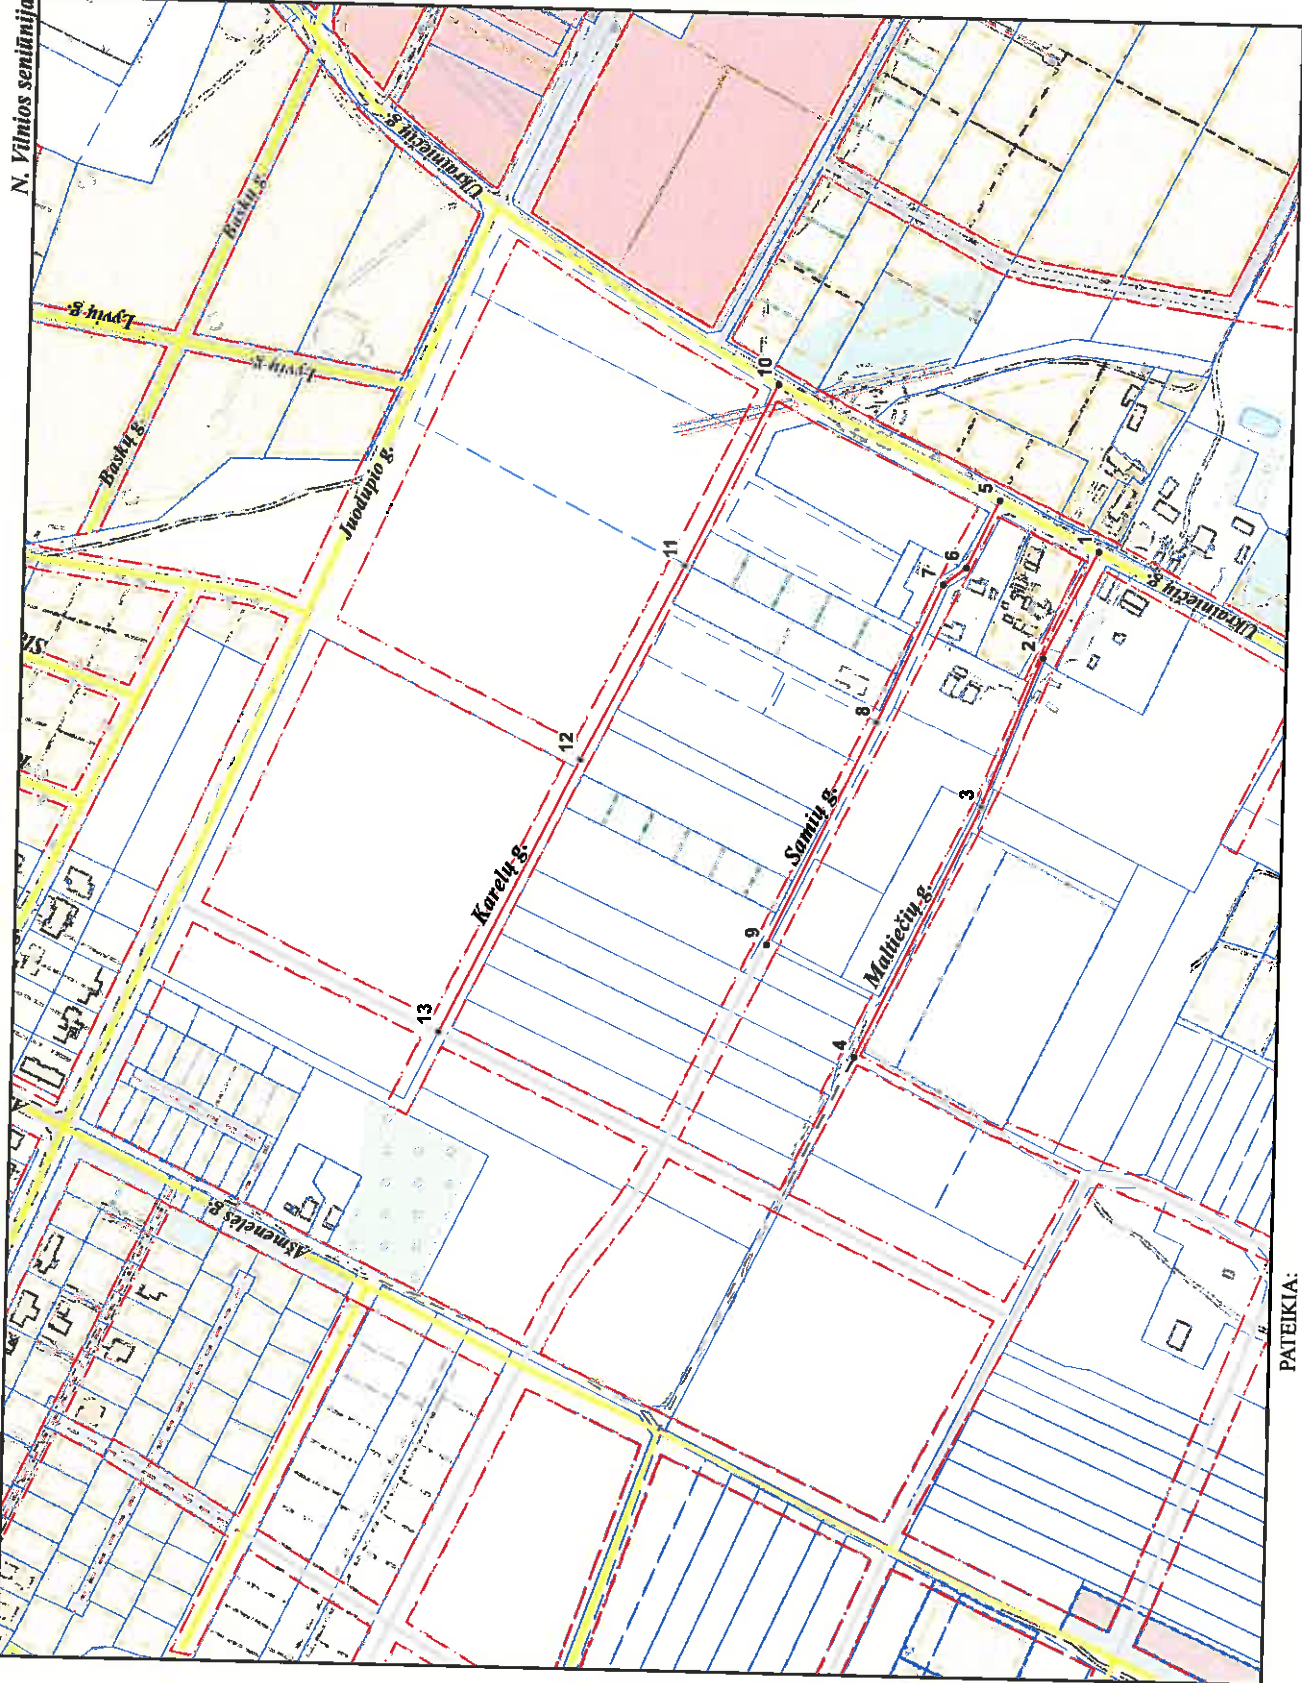 N. Vilnios seniūnija
Ukrainiečių g.
Baskų g.
Lyvių g.
Lyvių g.
Baskų g.
Juodupio g.
10
11
5
6
7
1
2
12
8
3
Samių g.
Karelų g.
9
Maltiečių g.
4
13
Ukrainiečių g.
Ašmenėlės g.
PATEIKIA: